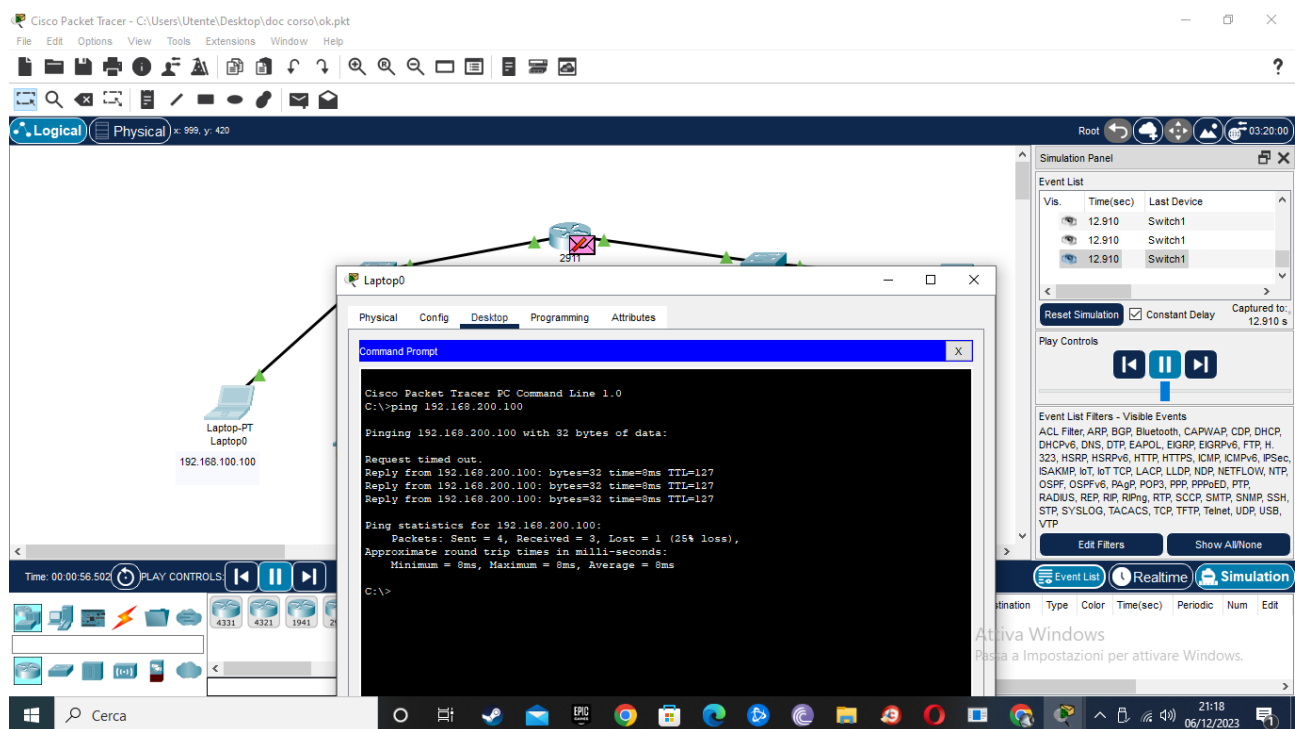 Cisco Packet Tracer - C:\Users\Utente\Desktop\doc corso\ok.pkt
File Edit Options View Tools Extensions Window Help
?
Logical Physical x: 999, y: 420
Root 03:20:00
2911
Laptop-PT
Laptop0
192.168.100.100
Laptop0
Physical Config Desktop Programming Attributes
Command Prompt X
Cisco Packet Tracer PC Command Line 1.0
C:\>ping 192.168.200.100
Pinging 192.168.200.100 with 32 bytes of data:
Request timed out.
Reply from 192.168.200.100: bytes=32 time=8ms TTL=127
Reply from 192.168.200.100: bytes=32 time=8ms TTL=127
Reply from 192.168.200.100: bytes=32 time=8ms TTL=127
Ping statistics for 192.168.200.100:
Packets: Sent = 4, Received = 3, Lost = 1 (25% loss),
Approximate round trip times in milli-seconds:
Minimum = 8ms, Maximum = 8ms, Average = 8ms
C:\>
Simulation Panel
Event List
Vis. Time(sec) Last Device
12.910 Switch1
12.910 Switch1
12.910 Switch1
Reset Simulation Constant Delay
Captured to:
12.910 s
Play Controls
Event List Filters - Visible Events
ACL Filter, ARP, BGP, Bluetooth, CAPWAP, CDP, DHCP,
DHCPv6, DNS, DTP, EAPOL, EIGRP, EIGRPv6, FTP, H.
323, HSRP, HSRPv6, HTTP, HTTPS, ICMP, ICMPv6, IPSec,
ISAKMP, IoT, IoT TCP, LACP, LLDP, NDP, NETFLOW, NTP,
OSPF, OSPFv6, PAgP, POP3, PPP, PPPoED, PTP,
RADIUS, REP, RIP, RIPng, RTP, SCCP, SMTP, SNMP, SSH,
STP, SYSLOG, TACACS, TCP, TFTP, Telnet, UDP, USB,
VTP
Edit Filters Show All/None
Time: 00:00:56.502 PLAY CONTROLS:
Event List Realtime Simulation
4331 4321 1941
Type Color Time(sec) Periodic Num Edit
Attiva Windows
Passa a Impostazioni per attivare Windows.
Cerca
EPIC
GAMES
21:18
06/12/2023
1